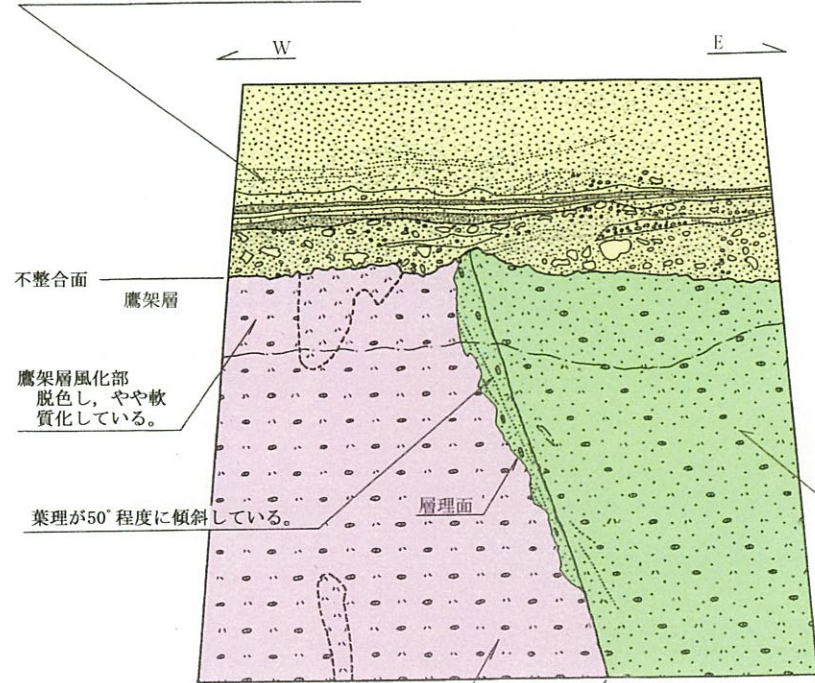 W
E
不整合面
鷹架層
鷹架層風化部
脱色し，やや軟
質化している。
層理面
葉理が50°程度に傾斜している。